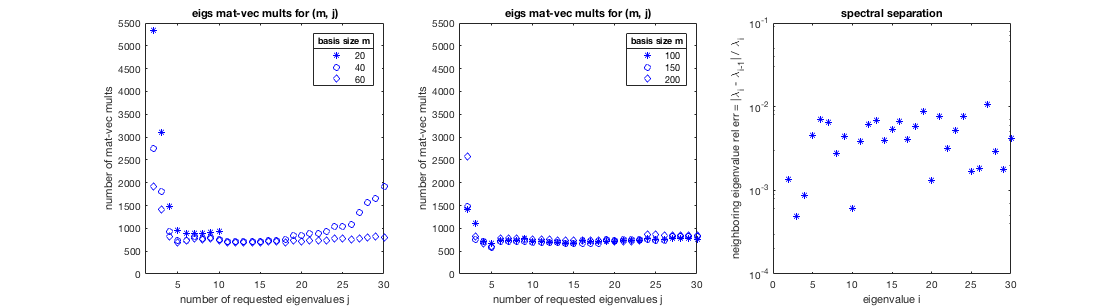 eigs mat-vec mults for (m, j)
number of mat-vec mults
5500
5000
4500
4000
3500
3000
2500
2000
1500
1000
500
0
basis size m
20
40
60
5 10 15 20 25 30
number of requested eigenvalues j
eigs mat-vec mults for (m, j)
number of mat-vec mults
5500
5000
4500
4000
3500
3000
2500
2000
1500
1000
500
0
basis size m
100
150
200
5 10 15 20 25 30
number of requested eigenvalues j
spectral separation
neighboring eigenvalue rel err = |λ_i - λ_{i-1}| / λ_i
10^-1
10^-2
10^-3
10^-4
0 5 10 15 20 25 30
eigenvalue i